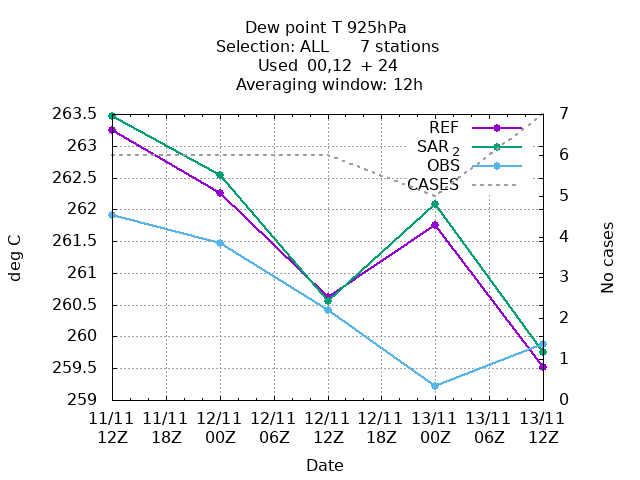 Dew point T 925hPa
Selection: ALL 7 stations
Used 00,12 + 24
Averaging window: 12h
263.5
263
262.5
262
261.5
261
260.5
260
259.5
259
deg C
7
6
5
4
3
2
1
0
No cases
REF
SAR 2
OBS
CASES
11/11 11/11 12/11 12/11 12/11 12/11 13/11 13/11 13/11
12Z 18Z 00Z 06Z 12Z 18Z 00Z 06Z 12Z
Date